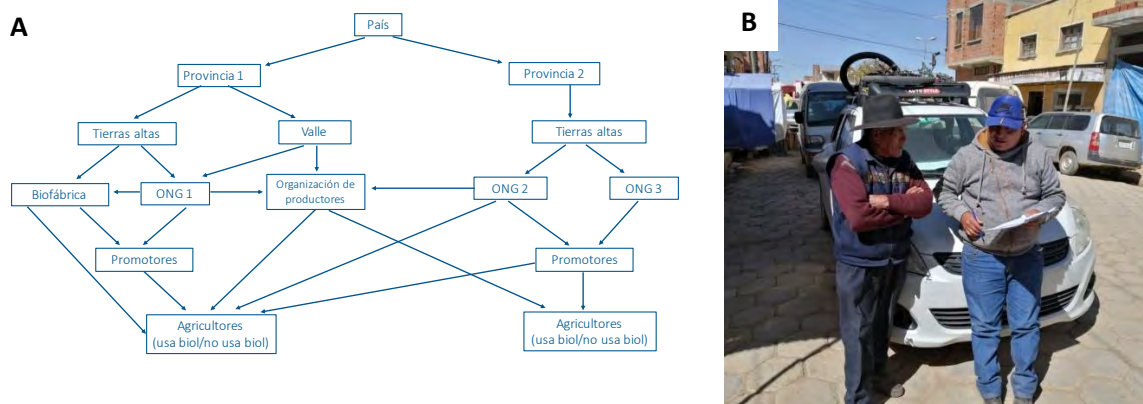 A
B
País
Provincia 1
Provincia 2
Tierras altas
Valle
Tierras altas
Biofábrica
ONG 1
Organización de
productores
ONG 2
ONG 3
Promotores
Promotores
Agricultores
(usa biol/no usa biol)
Agricultores
(usa biol/no usa biol)